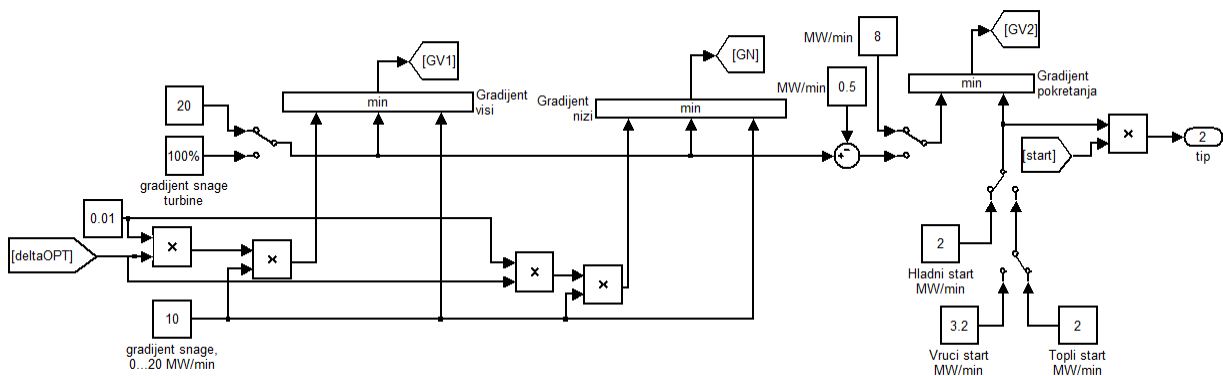 [GV1]
[GN]
MW/min
8
[GV2]
MW/min
0.5
min
Gradijent
visi
Gradijent
nizi
min
min
Gradijent
pokretanja
20
100%
gradijent snage
turbine
[start]
2
tip
0.01
[deltaOPT]
10
gradijent snage,
0...20 MW/min
2
Hladni start
MW/min
3.2
Vruci start
MW/min
2
Topli start
MW/min